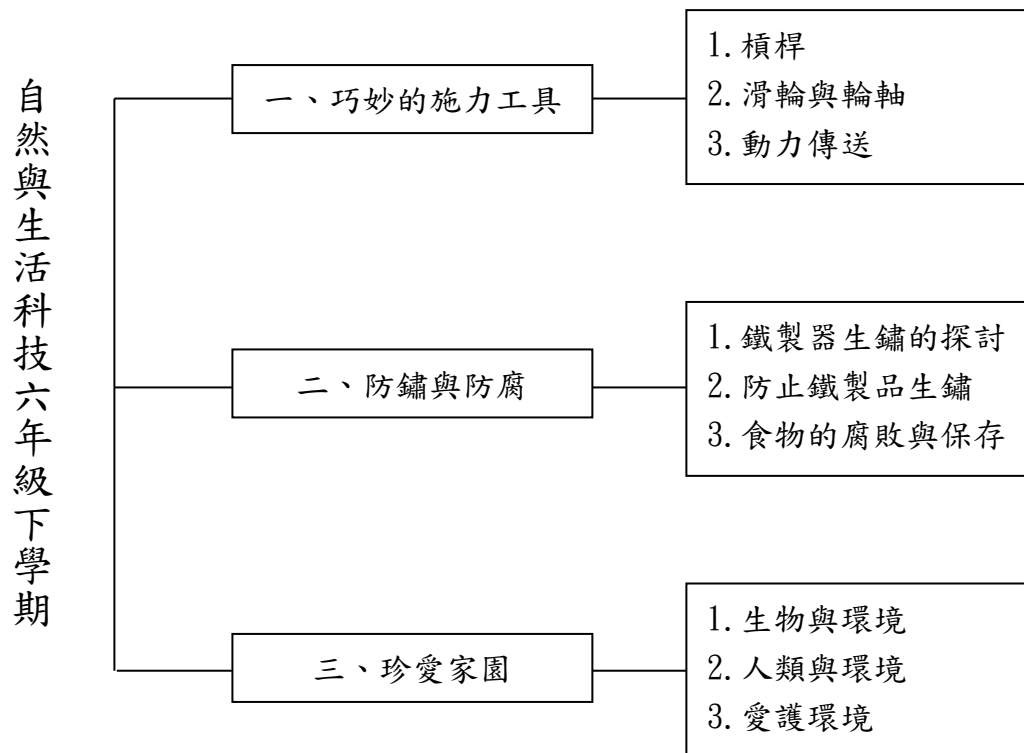 自然與生活科技六年級下學期
一、巧妙的施力工具
1.槓桿
2.滑輪與輪軸
3.動力傳送
二、防鏽與防腐
1.鐵製器生鏽的探討
2.防止鐵製品生鏽
3.食物的腐敗與保存
三、珍愛家園
1.生物與環境
2.人類與環境
3.愛護環境